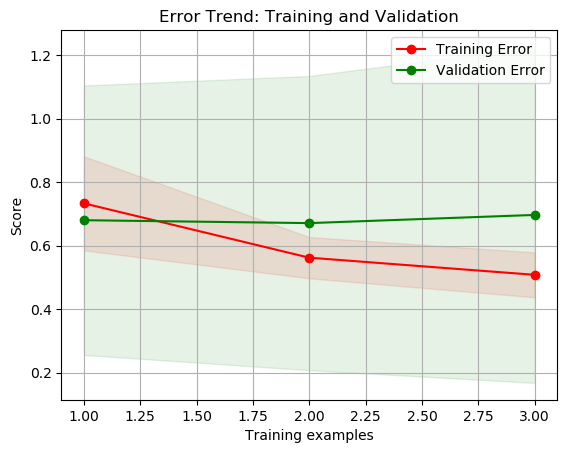 Error Trend: Training and Validation
Training Error
Validation Error
Score
1.2
1.0
0.8
0.6
0.4
0.2
1.00 1.25 1.50 1.75 2.00 2.25 2.50 2.75 3.00
Training examples